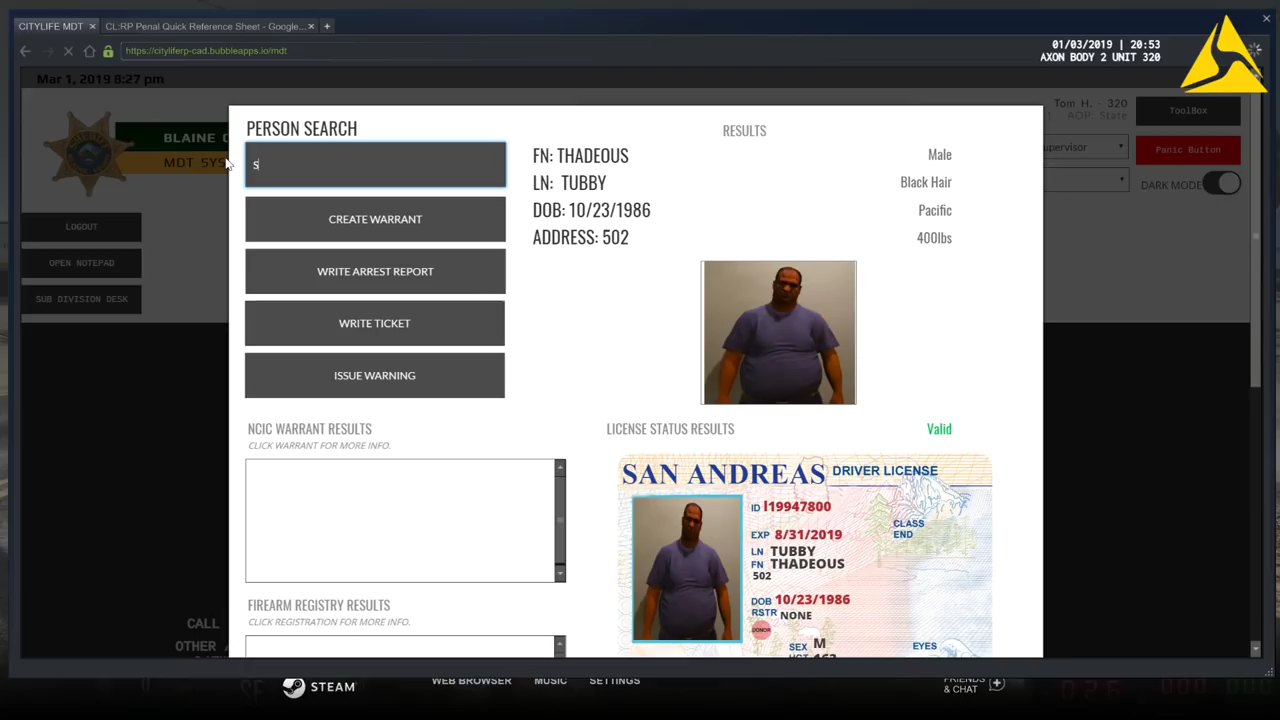 CITYLIFE MDT
CL:RP Penal Quick Reference Sheet - Google...
https://cityliferp-cad.bubbleapps.io/mdt
01/03/2019 | 20:53
AXON BODY 2 UNIT 320
Mar 1, 2019 8:27 pm
BLAINE
MDT SYS
Tom H. - 320
AOP: State
ToolBox
Panic Button
DARK MODE
LOGOUT
OPEN NOTEPAD
SUB DIVISION DESK
PERSON SEARCH
S
CREATE WARRANT
WRITE ARREST REPORT
WRITE TICKET
ISSUE WARNING
RESULTS
FN: THADEOUS
Male
LN: TUBBY
Black Hair
DOB: 10/23/1986
Pacific
ADDRESS: 502
400lbs
NCIC WARRANT RESULTS
CLICK WARRANT FOR MORE INFO.
LICENSE STATUS RESULTS
Valid
SAN ANDREAS DRIVER LICENSE
ID l19947800
EXP 8/31/2019
LN TUBBY
FN THADEOUS
502
DOB 10/23/1986
RSTR NONE
DONOR
CLASS
END
SEX M
EYES
FIREARM REGISTRY RESULTS
CLICK REGISTRATION FOR MORE INFO.
CALL
OTHER
STEAM
WEB BROWSER
MUSIC
SETTINGS
FRIENDS
& CHAT